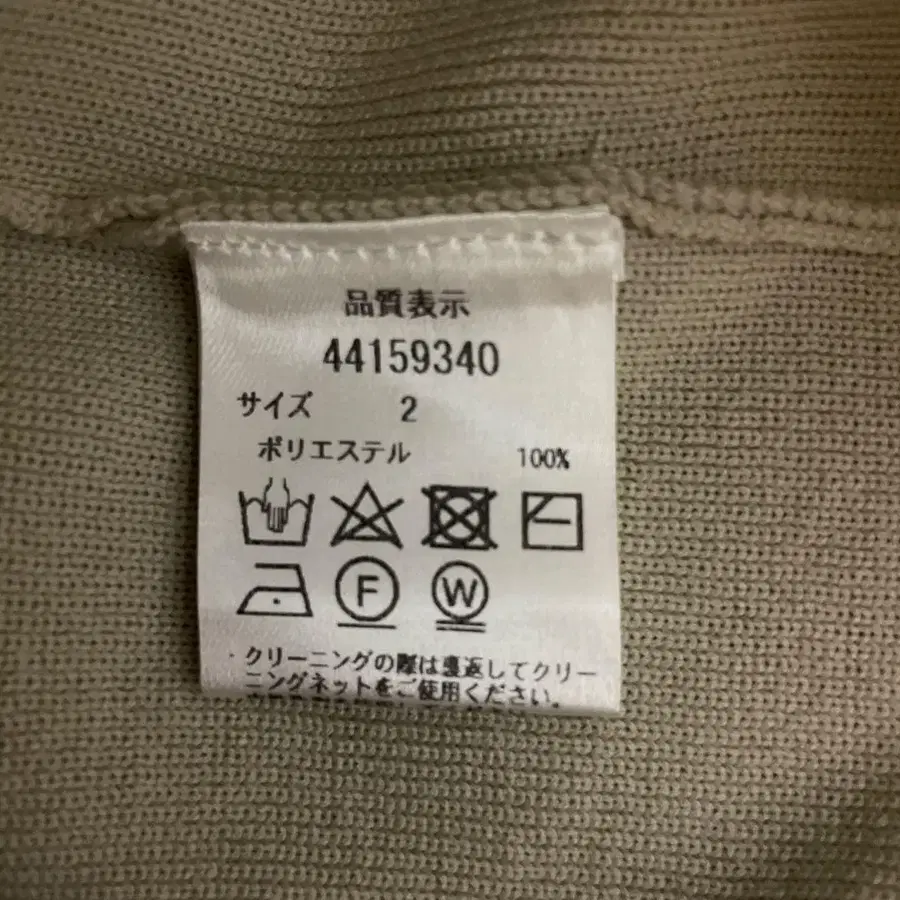 品質表示
44159340
サイズ 2
ポリエステル 100%
F W
・クリーニングの際は裏返してクリー
ニングネットをご使用ください。